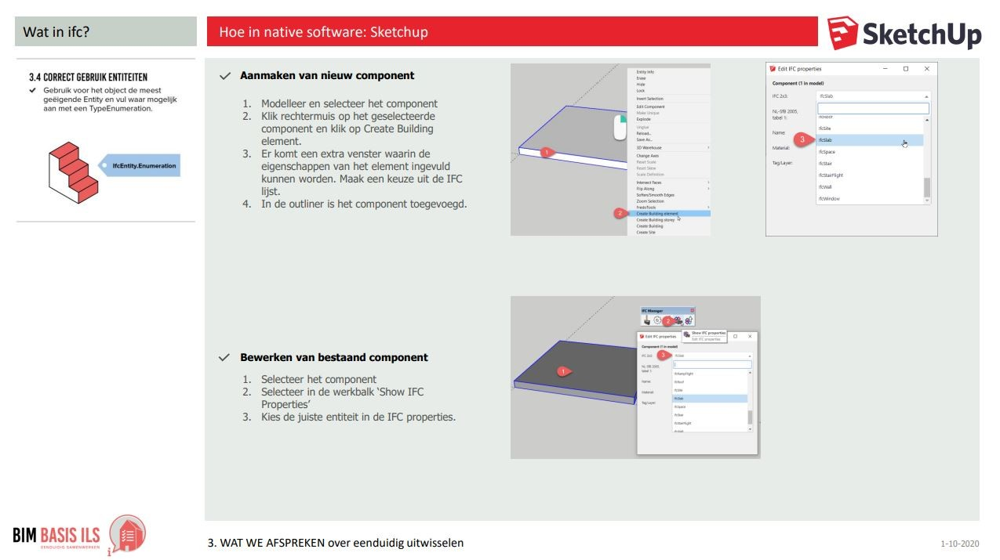 Wat in ifc?
Hoe in native software: Sketchup
SketchUp
3.4 CORRECT GEBRUIK ENTITEITEN
Gebruik voor het object de meest
geëigende Entity en vul waar mogelijk
aan met een TypeEnumeration.
IfcEntity.Enumeration
Aanmaken van nieuw component
1. Modelleer en selecteer het component
2. Klik rechtermuis op het geselecteerde
component en klik op Create Building
element.
3. Er komt een extra venster waarin de
eigenschappen van het element ingevuld
kunnen worden. Maak een keuze uit de IFC
lijst.
4. In de outliner is het component toegevoegd.
1
2
Entity Info
Erase
Hide
Lock
Invert Selection
Edit Component
Make Unique
Explode
Unglue
Reload...
Save As...
3D Warehouse
Change Axes
Reset Scale
Reset Skew
Scale Definition
Intersect Faces
Flip Along
Soften/Smooth Edges
Zoom Selection
FredoTools
Create Building element
Create Building storey
Create Building
Create Site
Edit IFC properties
Component (1 in model)
IFC 2x3:
IfcSlab
NL-SfB 2005,
tabel 1:
Name:
Material:
Tag/Layer:
3
IfcRoof
IfcSite
IfcSlab
IfcSpace
IfcStair
IfcStairFlight
IfcWall
IfcWindow
Bewerken van bestaand component
1. Selecteer het component
2. Selecteer in de werkbalk ‘Show IFC
Properties’
3. Kies de juiste entiteit in de IFC properties.
1
IFC Manager
2
Show IFC properties
Edit IFC properties
Edit IFC properties
Component (1 in model)
IFC 2x3:
3
IfcSlab
NL-SfB 2005,
tabel 1:
Name:
Material:
Tag/Layer:
IfcRampFlight
IfcRoof
IfcSite
IfcSlab
IfcSpace
IfcStair
IfcStairFlight
IfcWall
BIM BASIS ILS
EENDUIDIG SAMENWERKEN
i
3. WAT WE AFSPREKEN over eenduidig uitwisselen
1-10-2020